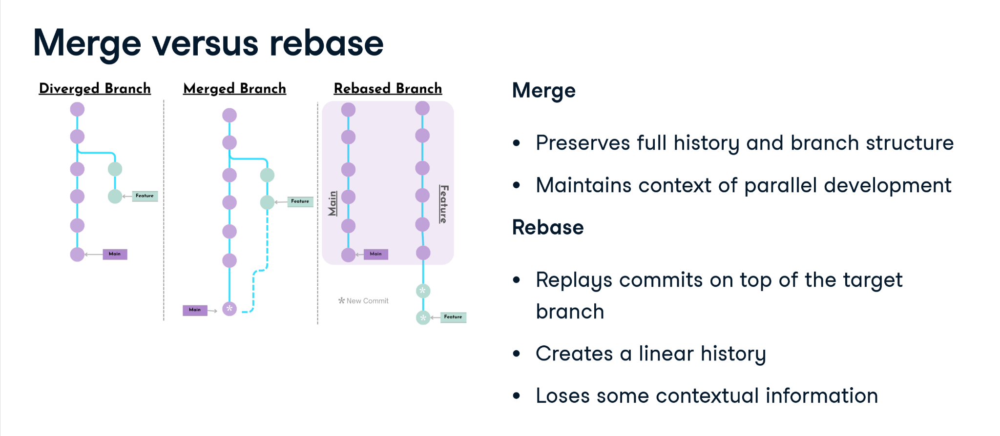 Merge versus rebase
Diverged Branch
Feature
Main
Merged Branch
Feature
Main
*
Rebased Branch
Main
Feature
Main
* New Commit
*
*
Feature
Merge
• Preserves full history and branch structure
• Maintains context of parallel development
Rebase
• Replays commits on top of the target
branch
• Creates a linear history
• Loses some contextual information